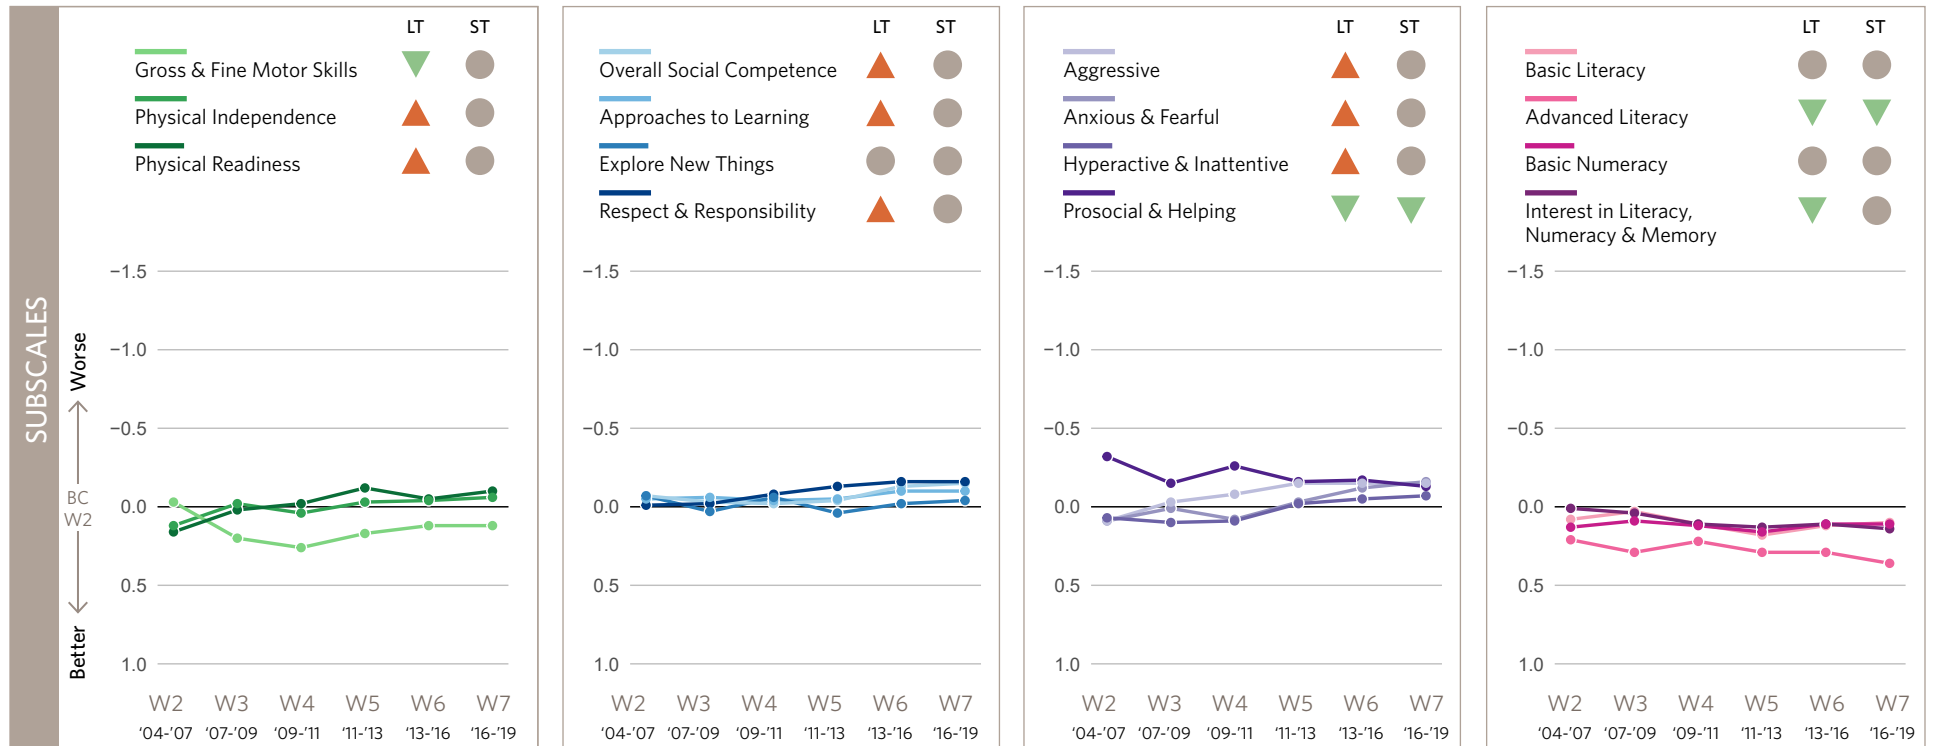 SUBSCALES
Worse
BC
W2
Better
LT ST
Gross & Fine Motor Skills
Physical Independence
Physical Readiness
−1.5
−1.0
−0.5
0.0
0.5
1.0
W2 W3 W4 W5 W6 W7
‘04-’07 ‘07-’09 ‘09-’11 ‘11-’13 ‘13-’16 ‘16-’19
LT ST
Overall Social Competence
Approaches to Learning
Explore New Things
Respect & Responsibility
−1.5
−1.0
−0.5
0.0
0.5
1.0
W2 W3 W4 W5 W6 W7
‘04-’07 ‘07-’09 ‘09-’11 ‘11-’13 ‘13-’16 ‘16-’19
LT ST
Aggressive
Anxious & Fearful
Hyperactive & Inattentive
Prosocial & Helping
−1.5
−1.0
−0.5
0.0
0.5
1.0
W2 W3 W4 W5 W6 W7
‘04-’07 ‘07-’09 ‘09-’11 ‘11-’13 ‘13-’16 ‘16-’19
LT ST
Basic Literacy
Advanced Literacy
Basic Numeracy
Interest in Literacy,
Numeracy & Memory
−1.5
−1.0
−0.5
0.0
0.5
1.0
W2 W3 W4 W5 W6 W7
‘04-’07 ‘07-’09 ‘09-’11 ‘11-’13 ‘13-’16 ‘16-’19